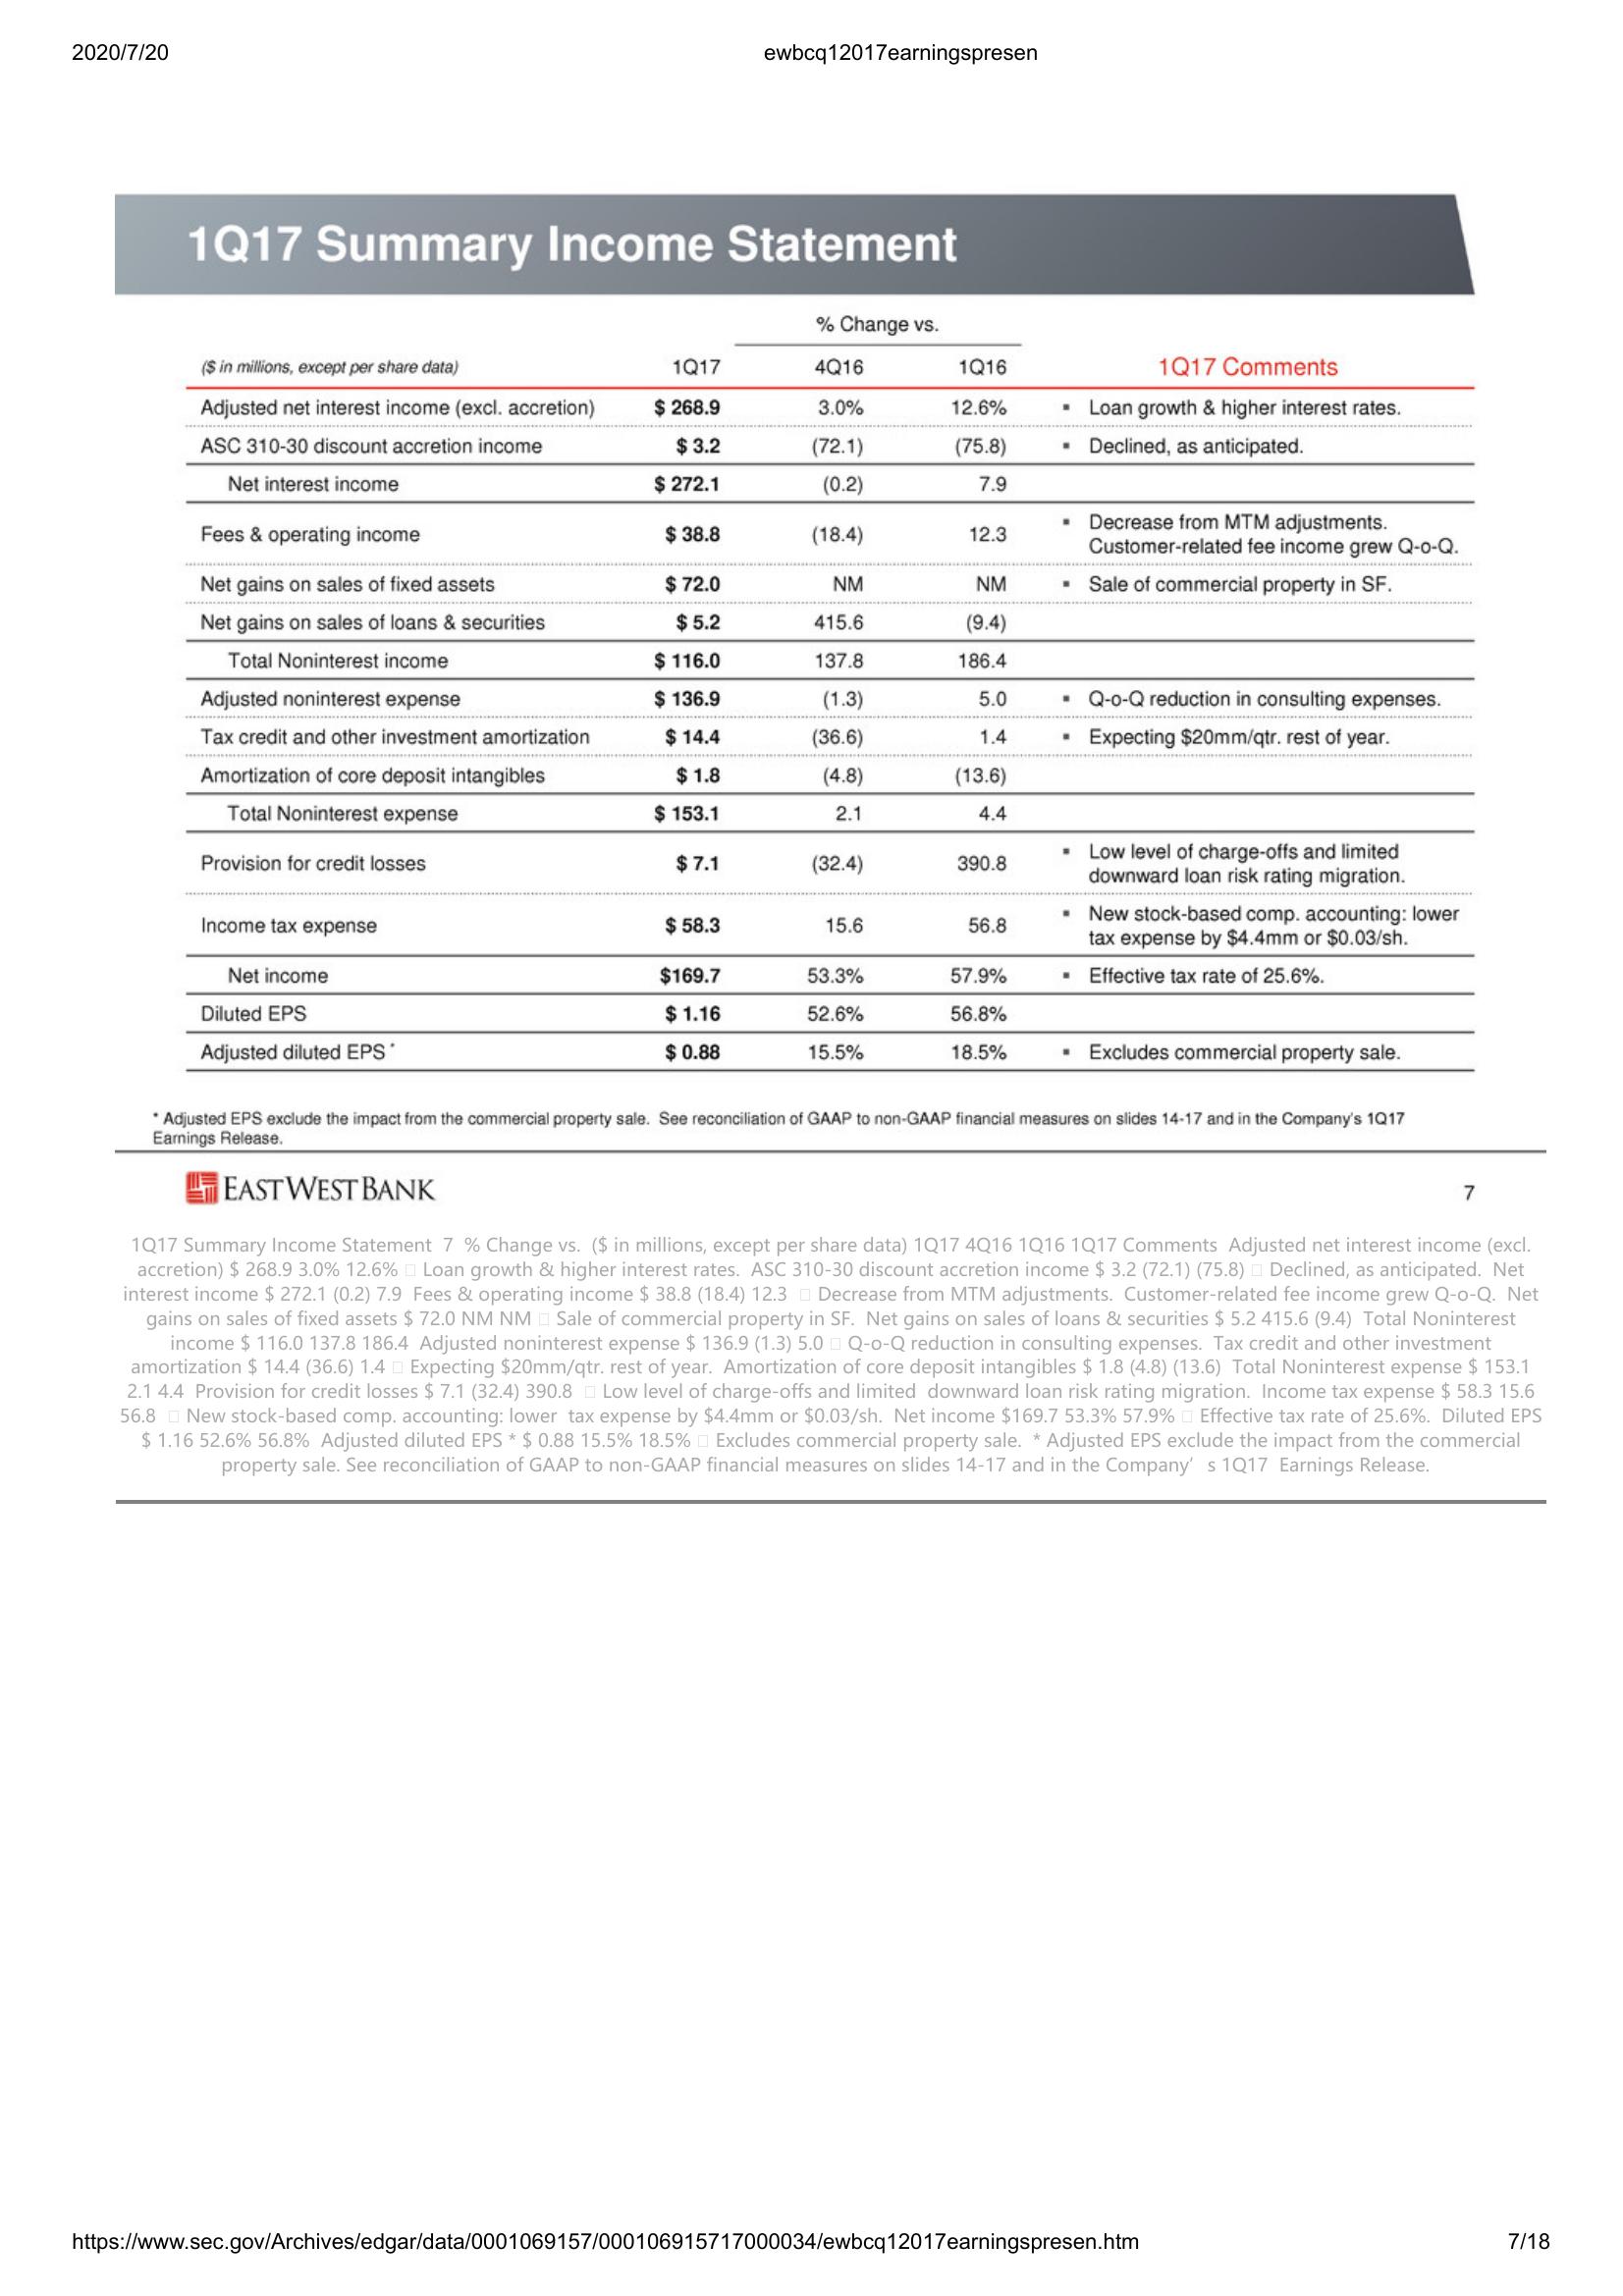 2020/7/20 ewbcq12017earningspresen
1Q17 Summary Income Statement
% Change vs.
($ in millions, except per share data) 1Q17 4Q16 1Q16 1Q17 Comments
Adjusted net interest income (excl. accretion) $ 268.9 3.0% 12.6% ▪ Loan growth & higher interest rates.
ASC 310-30 discount accretion income $ 3.2 (72.1) (75.8) ▪ Declined, as anticipated.
Net interest income $ 272.1 (0.2) 7.9
Fees & operating income $ 38.8 (18.4) 12.3 ▪ Decrease from MTM adjustments.
Customer-related fee income grew Q-o-Q.
Net gains on sales of fixed assets $ 72.0 NM NM ▪ Sale of commercial property in SF.
Net gains on sales of loans & securities $ 5.2 415.6 (9.4)
Total Noninterest income $ 116.0 137.8 186.4
Adjusted noninterest expense $ 136.9 (1.3) 5.0 ▪ Q-o-Q reduction in consulting expenses.
Tax credit and other investment amortization $ 14.4 (36.6) 1.4 ▪ Expecting $20mm/qtr. rest of year.
Amortization of core deposit intangibles $ 1.8 (4.8) (13.6)
Total Noninterest expense $ 153.1 2.1 4.4
Provision for credit losses $ 7.1 (32.4) 390.8 ▪ Low level of charge-offs and limited
downward loan risk rating migration.
Income tax expense $ 58.3 15.6 56.8 ▪ New stock-based comp. accounting: lower
tax expense by $4.4mm or $0.03/sh.
Net income $169.7 53.3% 57.9% ▪ Effective tax rate of 25.6%.
Diluted EPS $ 1.16 52.6% 56.8%
Adjusted diluted EPS * $ 0.88 15.5% 18.5% ▪ Excludes commercial property sale.
* Adjusted EPS exclude the impact from the commercial property sale. See reconciliation of GAAP to non-GAAP financial measures on slides 14-17 and in the Company's 1Q17
Earnings Release.
EAST WEST BANK 7
1Q17 Summary Income Statement 7 % Change vs. ($ in millions, except per share data) 1Q17 4Q16 1Q16 1Q17 Comments Adjusted net interest income (excl.
accretion) $ 268.9 3.0% 12.6% □ Loan growth & higher interest rates. ASC 310-30 discount accretion income $ 3.2 (72.1) (75.8) □ Declined, as anticipated. Net
interest income $ 272.1 (0.2) 7.9 Fees & operating income $ 38.8 (18.4) 12.3 □ Decrease from MTM adjustments. Customer-related fee income grew Q-o-Q. Net
gains on sales of fixed assets $ 72.0 NM NM □ Sale of commercial property in SF. Net gains on sales of loans & securities $ 5.2 415.6 (9.4) Total Noninterest
income $ 116.0 137.8 186.4 Adjusted noninterest expense $ 136.9 (1.3) 5.0 □ Q-o-Q reduction in consulting expenses. Tax credit and other investment
amortization $ 14.4 (36.6) 1.4 □ Expecting $20mm/qtr. rest of year. Amortization of core deposit intangibles $ 1.8 (4.8) (13.6) Total Noninterest expense $ 153.1
2.1 4.4 Provision for credit losses $ 7.1 (32.4) 390.8 □ Low level of charge-offs and limited downward loan risk rating migration. Income tax expense $ 58.3 15.6
56.8 □ New stock-based comp. accounting: lower tax expense by $4.4mm or $0.03/sh. Net income $169.7 53.3% 57.9% □ Effective tax rate of 25.6%. Diluted EPS
$ 1.16 52.6% 56.8% Adjusted diluted EPS * $ 0.88 15.5% 18.5% □ Excludes commercial property sale. * Adjusted EPS exclude the impact from the commercial
property sale. See reconciliation of GAAP to non-GAAP financial measures on slides 14-17 and in the Company’ s 1Q17 Earnings Release.
https://www.sec.gov/Archives/edgar/data/0001069157/000106915717000034/ewbcq12017earningspresen.htm 7/18